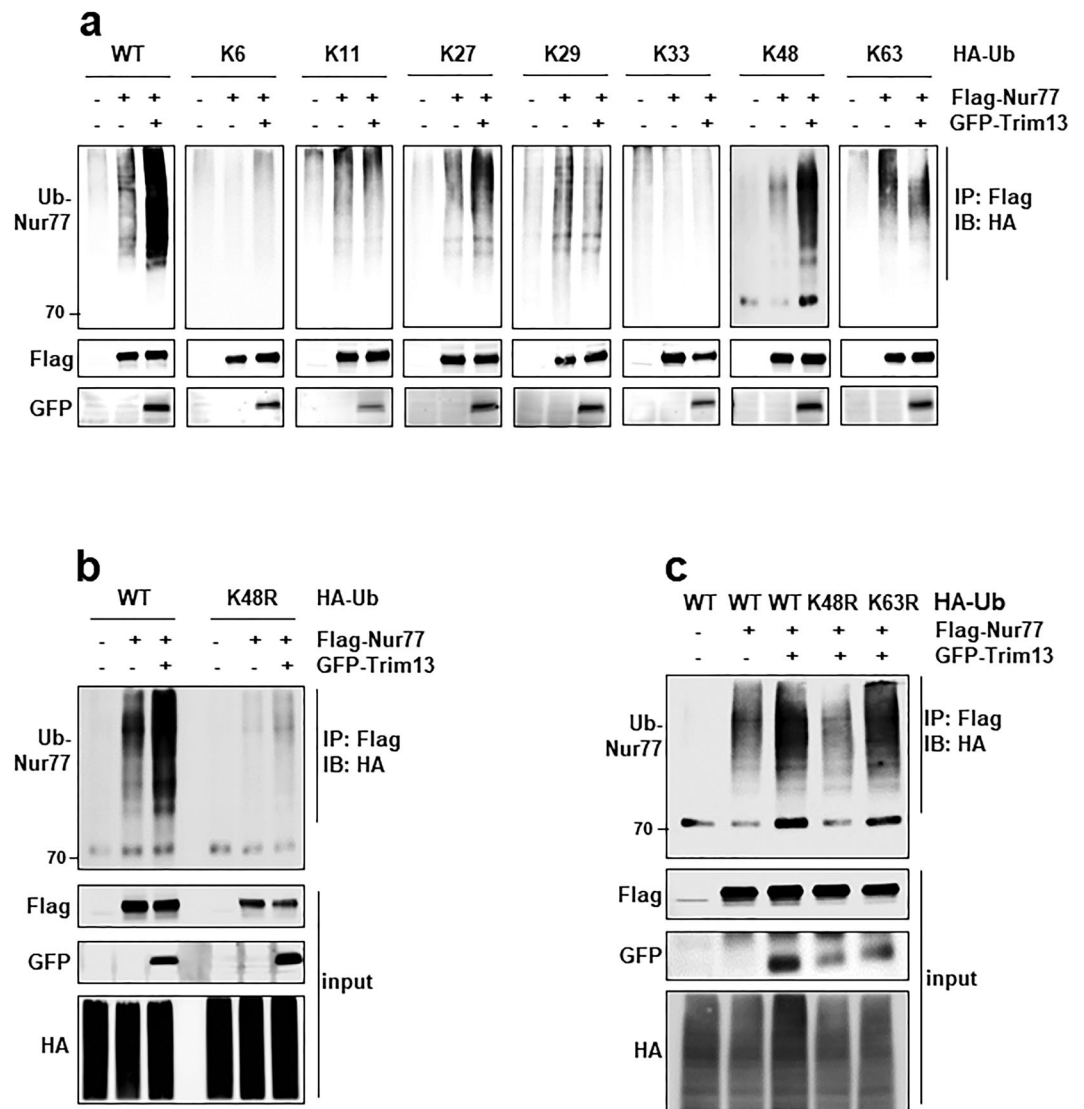 a
WT K6 K11 K27 K29 K33 K48 K63 HA-Ub
- + + - + + - + + - + + - + + - + + - + + - + + Flag-Nur77
- - + - - + - - + - - + - - + - - + - - + - - + GFP-Trim13
Ub-
Nur77
IP: Flag
IB: HA
70
Flag
GFP
b
WT K48R HA-Ub
- + + - + + Flag-Nur77
- - + - - + GFP-Trim13
Ub-
Nur77
IP: Flag
IB: HA
70
Flag
GFP
HA
input
c
WT WT WT K48R K63R HA-Ub
- + + + + Flag-Nur77
- - + + + GFP-Trim13
Ub-
Nur77
IP: Flag
IB: HA
70
Flag
GFP
HA
input